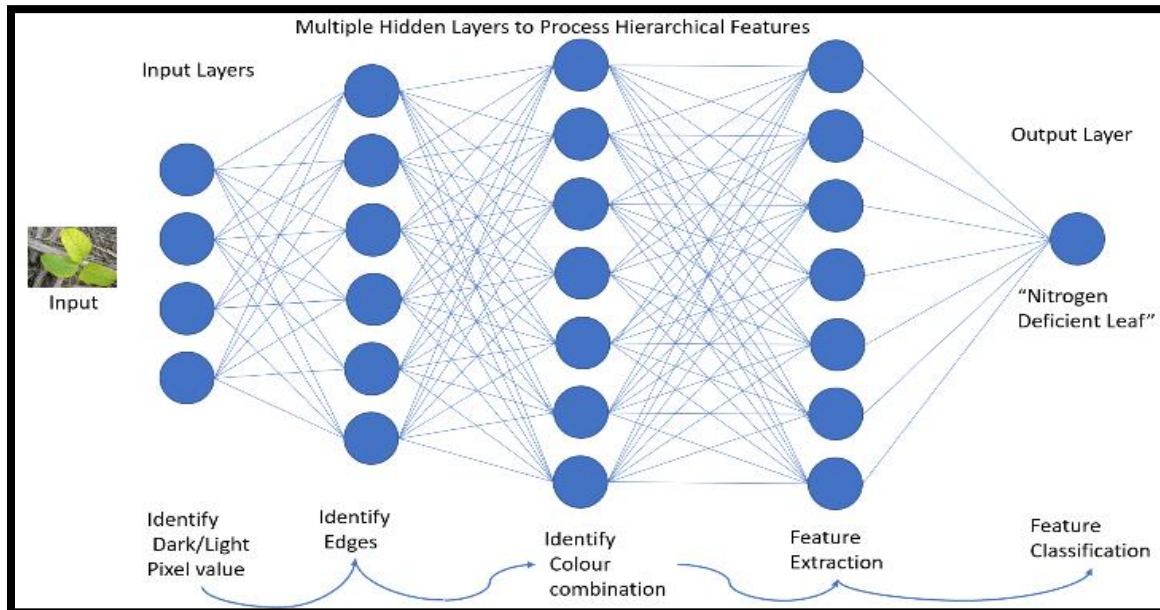 Multiple Hidden Layers to Process Hierarchical Features
Input Layers
Output Layer
Input
"Nitrogen
Deficient Leaf"
Identify
Dark/Light
Pixel value
Identify
Edges
Identify
Colour
combination
Feature
Extraction
Feature
Classification